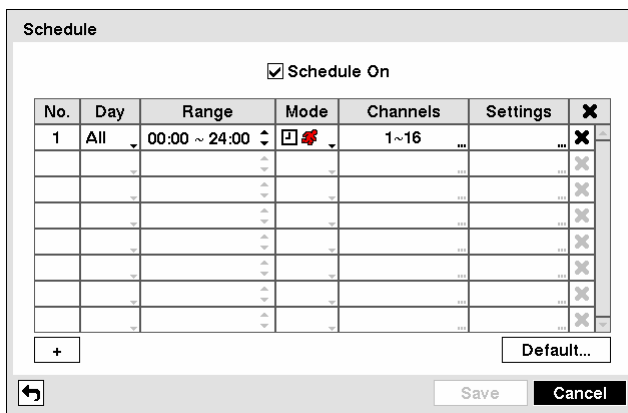 Schedule
Schedule On
No. Day Range Mode Channels Settings
1 All 00:00 ~ 24:00 1~16 ...
+ Default...
Save Cancel